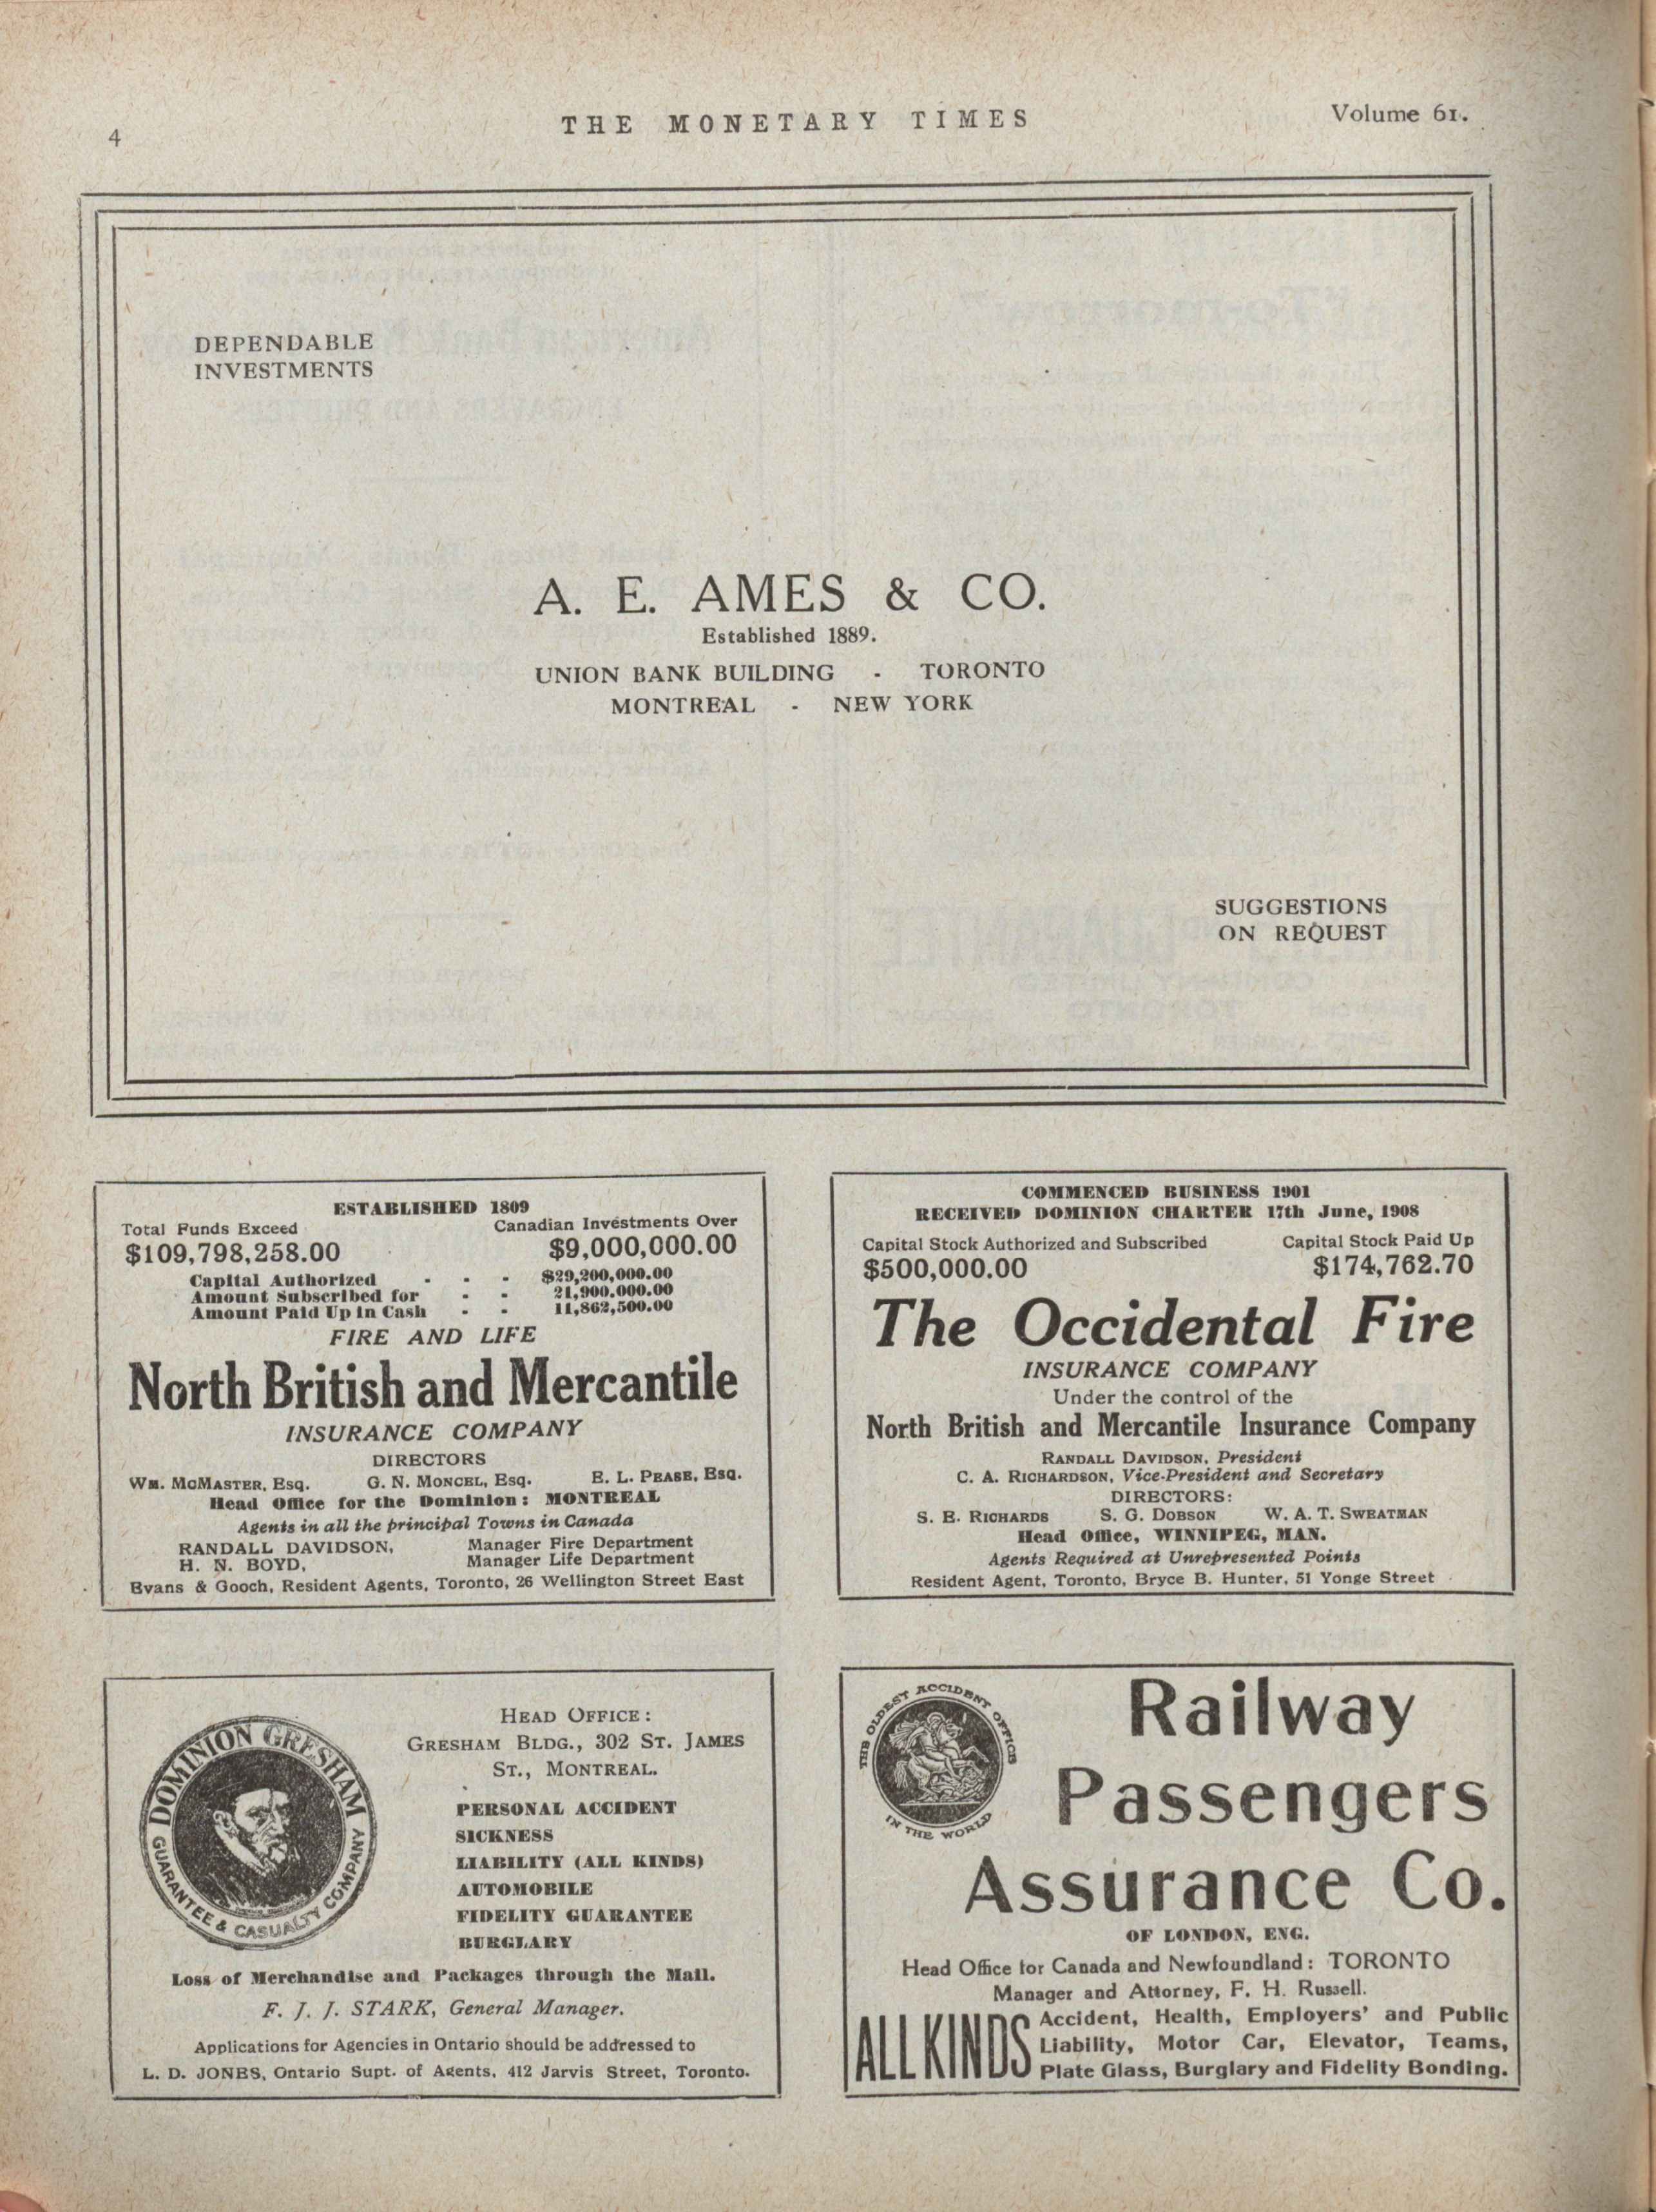 4
THE MONETARY TIMES
Volume 61.
DEPENDABLE
INVESTMENTS
A. E. AMES & CO.
Established 1889.
UNION BANK BUILDING - TORONTO
MONTREAL - NEW YORK
SUGGESTIONS
ON REQUEST
ESTABLISHED 1809
Total Funds Exceed Canadian Investments Over
$109,798,258.00 $9,000,000.00
Capital Authorized - - - $29,200,000.00
Amount Subscribed for - - 21,900.000.00
Amount Paid Up in Cash - - 11,862,500.00
FIRE AND LIFE
North British and Mercantile
INSURANCE COMPANY
DIRECTORS
WM. MCMASTER, Esq. G. N. MONCEL, Esq. E. L. PEASE, Esq.
Head Office for the Dominion: MONTREAL
Agents in all the principal Towns in Canada
RANDALL DAVIDSON, Manager Fire Department
H. N. BOYD, Manager Life Department
Evans & Gooch, Resident Agents, Toronto, 26 Wellington Street East
COMMENCED BUSINESS 1901
RECEIVED DOMINION CHARTER 17th June, 1908
Capital Stock Authorized and Subscribed Capital Stock Paid Up
$500,000.00 $174,762.70
The Occidental Fire
INSURANCE COMPANY
Under the control of the
North British and Mercantile Insurance Company
RANDALL DAVIDSON, President
C. A. RICHARDSON, Vice-President and Secretary
DIRECTORS:
S. E. RICHARDS S. G. DOBSON W. A. T. SWEATMAN
Head Office, WINNIPEG, MAN.
Agents Required at Unrepresented Points
Resident Agent, Toronto, Bryce B. Hunter, 51 Yonge Street
DOMINION GRESHAM
GUARANTEE & CASUALTY COMPANY
HEAD OFFICE:
GRESHAM BLDG., 302 ST. JAMES
ST., MONTREAL.
PERSONAL ACCIDENT
SICKNESS
LIABILITY (ALL KINDS)
AUTOMOBILE
FIDELITY GUARANTEE
BURGLARY
Loss of Merchandise and Packages through the Mail.
F. J. J. STARK, General Manager.
Applications for Agencies in Ontario should be addressed to
L. D. JONES, Ontario Supt. of Agents, 412 Jarvis Street, Toronto.
THE OLDEST ACCIDENT OFFICE
IN THE WORLD
Railway
Passengers
Assurance Co.
OF LONDON, ENG.
Head Office for Canada and Newfoundland: TORONTO
Manager and Attorney, F. H. Russell.
ALL KINDS
Accident, Health, Employers' and Public
Liability, Motor Car, Elevator, Teams,
Plate Glass, Burglary and Fidelity Bonding.